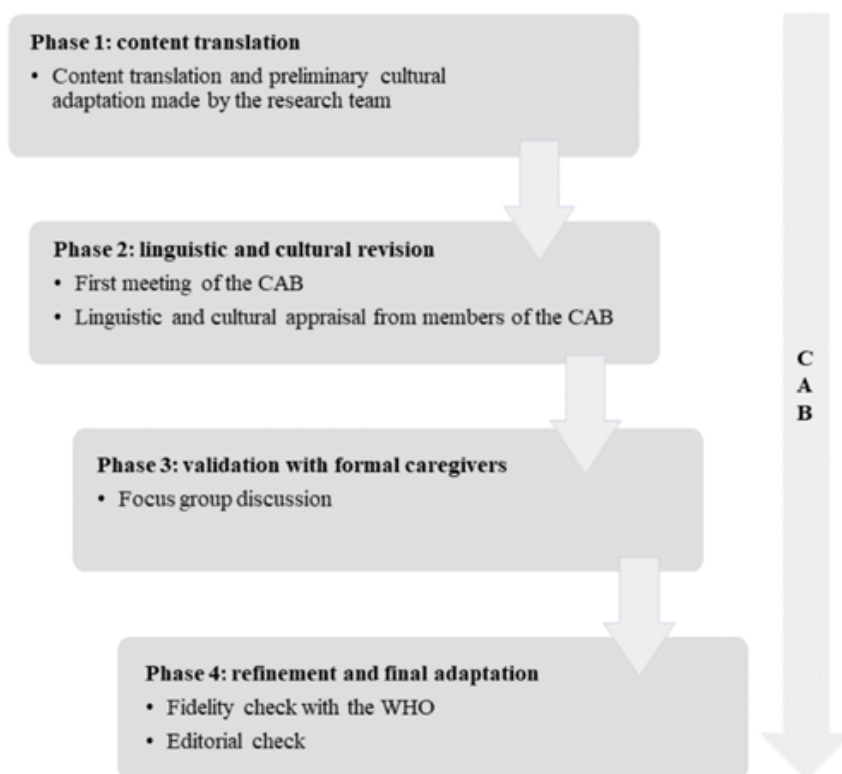 Phase 1: content translation
• Content translation and preliminary cultural
adaptation made by the research team
Phase 2: linguistic and cultural revision
• First meeting of the CAB
• Linguistic and cultural appraisal from members of the CAB
Phase 3: validation with formal caregivers
• Focus group discussion
Phase 4: refinement and final adaptation
• Fidelity check with the WHO
• Editorial check
C
A
B